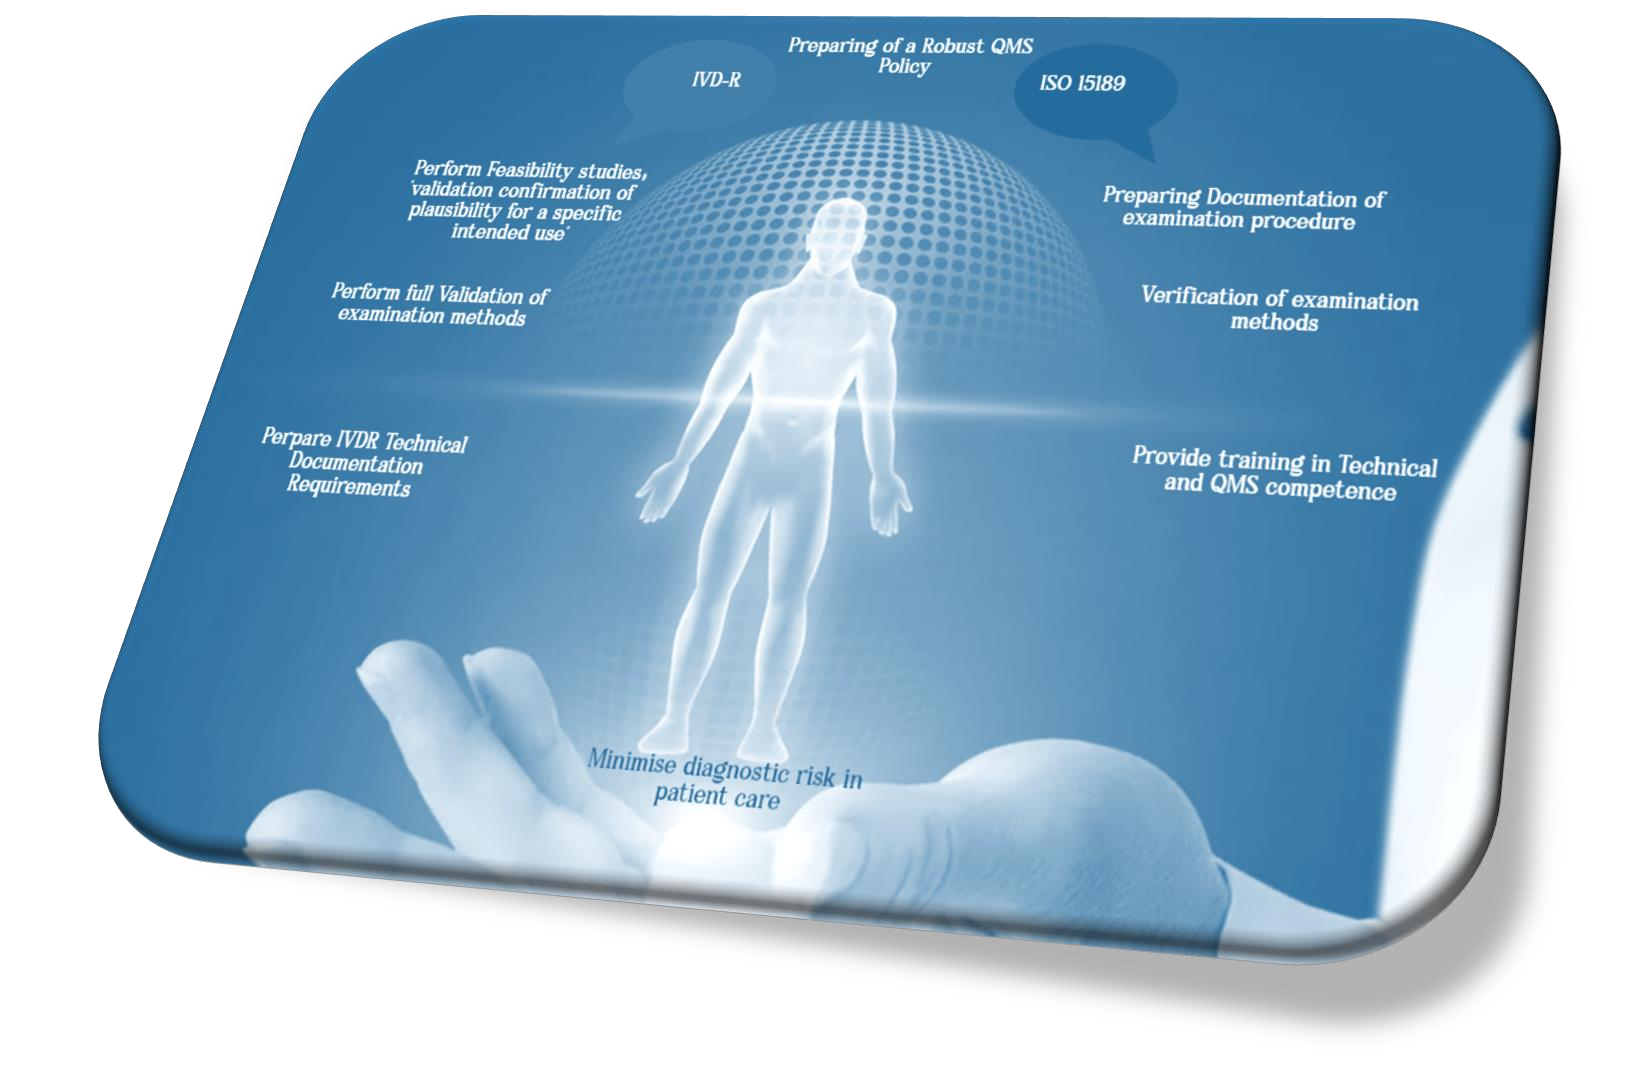 Preparing of a Robust QMS
Policy
IVD-R
ISO 15189
Perform Feasibility studies,
'validation confirmation of
plausibility for a specific
intended use'
Preparing Documentation of
examination procedure
Perform full Validation of
examination methods
Verification of examination
methods
Perpare IVDR Technical
Documentation
Requirements
Provide training in Technical
and QMS competence
Minimise diagnostic risk in
patient care